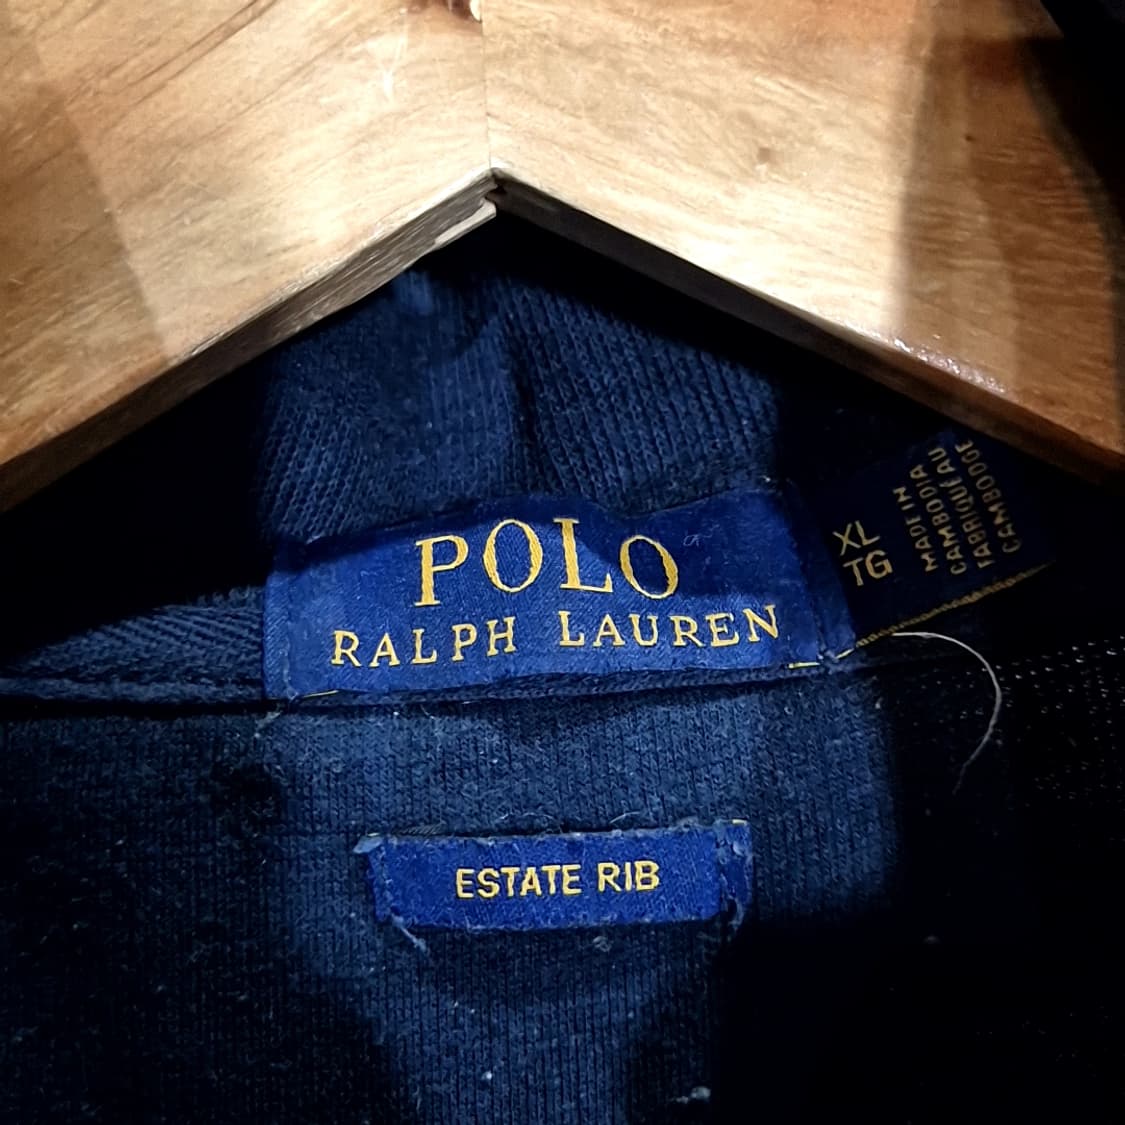 POLO
RALPH LAUREN
XL
TG
MADE IN
CAMBODIA
FABRIQUÉ AU
CAMBODGE
ESTATE RIB